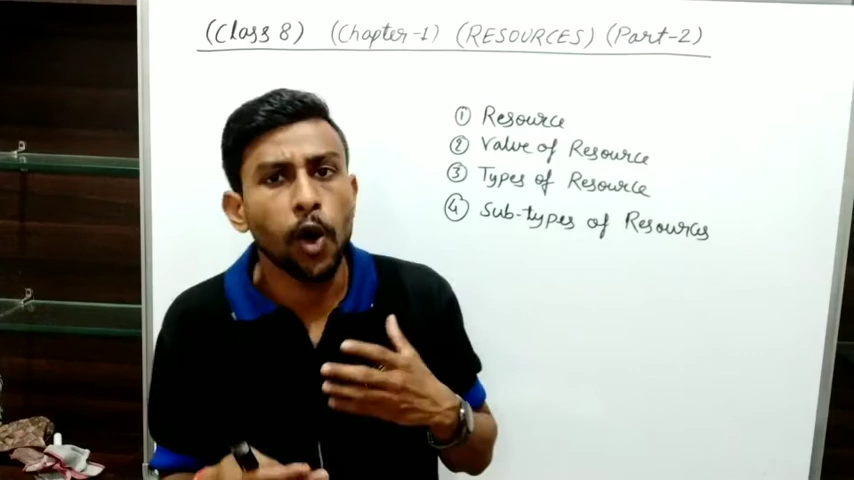 (Class 8) (Chapter-1) (RESOURCES) (Part-2)
① Resource
② Value of Resource
③ Types of Resource
④ Sub-types of Resources